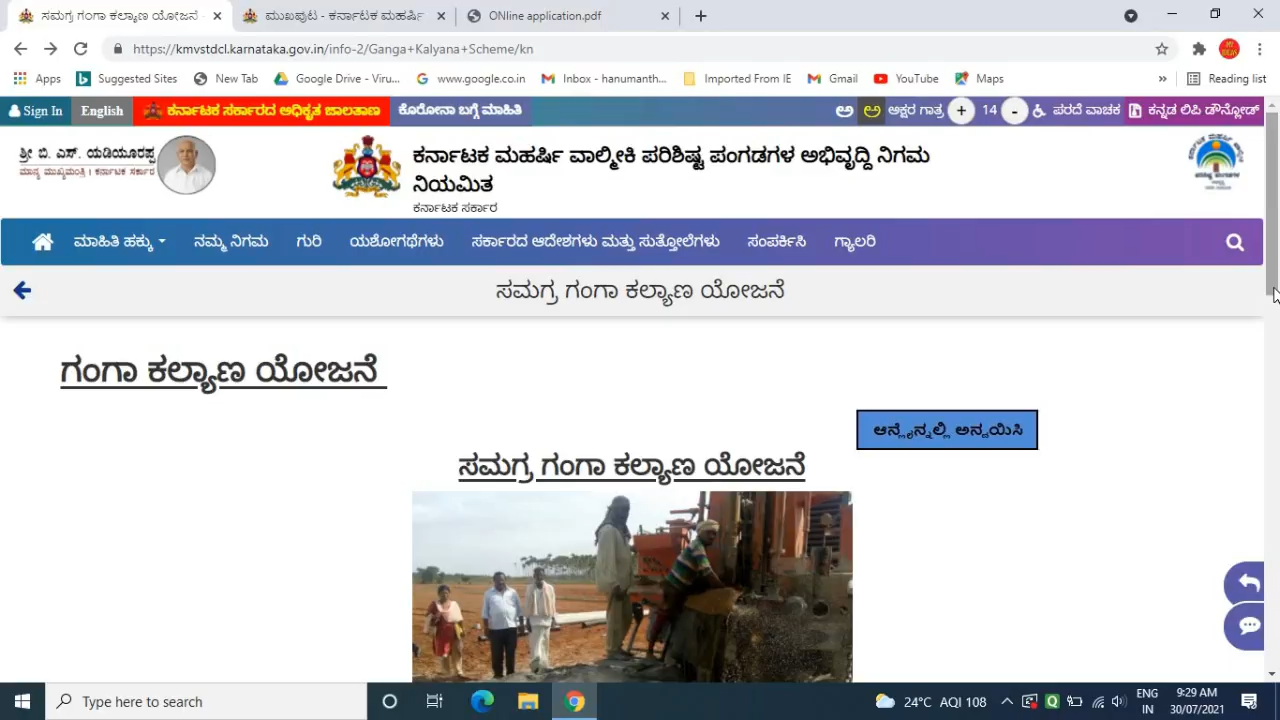 ಸಮಗ್ರ ಗಂಗಾ ಕಲ್ಯಾಣ ಯೋಜನೆ -
ಮುಖಪುಟ - ಕರ್ನಾಟಕ ಮಹರ್ಷಿ
ONline application.pdf
https://kmvstdcl.karnataka.gov.in/info-2/Ganga+Kalyana+Scheme/kn
Apps
Suggested Sites
New Tab
Google Drive - Viru...
www.google.co.in
Inbox - hanumanth...
Imported From IE
Gmail
YouTube
Maps
»
Reading list
Sign In
English
ಕರ್ನಾಟಕ ಸರ್ಕಾರದ ಅಧಿಕೃತ ಜಾಲತಾಣ
ಕೊರೋನಾ ಬಗ್ಗೆ ಮಾಹಿತಿ
ಅ
ಅ
ಅಕ್ಷರ ಗಾತ್ರ + 14 -
ಪರದೆ ವಾಚಕ
ಕನ್ನಡ ಲಿಪಿ ಡೌನ್ಲೋಡ್
ಶ್ರೀ ಬಿ. ಎಸ್. ಯಡಿಯೂರಪ್ಪ
ಮಾನ್ಯ ಮುಖ್ಯಮಂತ್ರಿ | ಕರ್ನಾಟಕ ಸರ್ಕಾರ
ಕರ್ನಾಟಕ ಮಹರ್ಷಿ ವಾಲ್ಮೀಕಿ ಪರಿಶಿಷ್ಟ ಪಂಗಡಗಳ ಅಭಿವೃದ್ದಿ ನಿಗಮ
ನಿಯಮಿತ
ಕರ್ನಾಟಕ ಸರ್ಕಾರ
ಮಾಹಿತಿ ಹಕ್ಕು
ನಮ್ಮ ನಿಗಮ
ಗುರಿ
ಯಶೋಗಥೆಗಳು
ಸರ್ಕಾರದ ಆದೇಶಗಳು ಮತ್ತು ಸುತ್ತೋಲೆಗಳು
ಸಂಪರ್ಕಿಸಿ
ಗ್ಯಾಲರಿ
ಸಮಗ್ರ ಗಂಗಾ ಕಲ್ಯಾಣ ಯೋಜನೆ
ಗಂಗಾ ಕಲ್ಯಾಣ ಯೋಜನೆ
ಆನ್ಲೈನ್ನಲ್ಲಿ ಅನ್ವಯಿಸಿ
ಸಮಗ್ರ ಗಂಗಾ ಕಲ್ಯಾಣ ಯೋಜನೆ
Type here to search
24°C AQI 108
ENG
IN
9:29 AM
30/07/2021